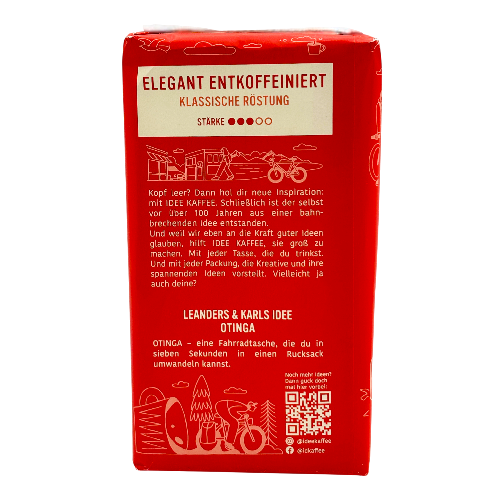 ELEGANT ENTKOFFEINIERT
KLASSISCHE RÖSTUNG
STÄRKE
Kopf leer? Dann hol dir neue Inspiration:
mit IDEE KAFFEE. Schließlich ist der selbst
vor über 100 Jahren aus einer bahn-
brechenden Idee entstanden.
Und weil wir eben an die Kraft guter Ideen
glauben, hilft IDEE KAFFEE, sie groß zu
machen. Mit jeder Tasse, die du trinkst.
Und mit jeder Packung, die Kreative und ihre
spannenden Ideen vorstellt. Vielleicht ja
auch deine?
LEANDERS & KARLS IDEE
OTINGA
OTINGA – eine Fahrradtasche, die du in
sieben Sekunden in einen Rucksack
umwandeln kannst.
Noch mehr Ideen?
Dann guck doch
mal hier vorbei:
@ideekaffee
@ickaffee